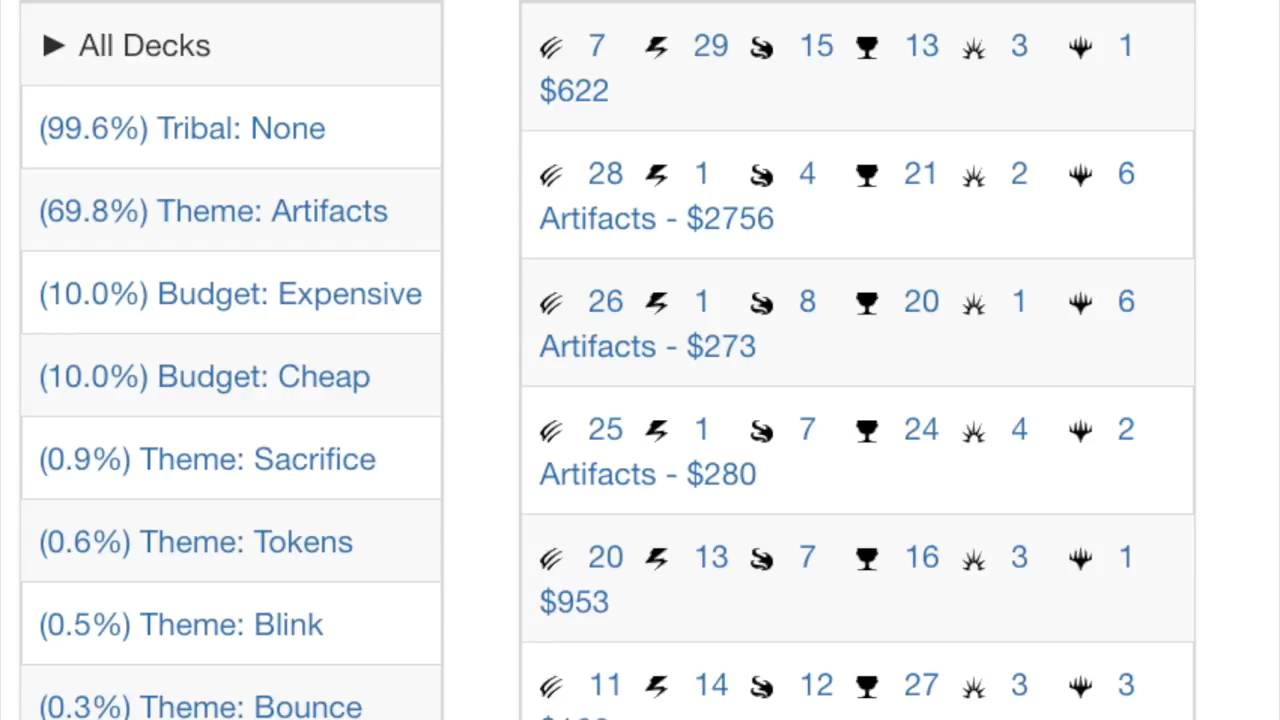 ► All Decks
(99.6%) Tribal: None
(69.8%) Theme: Artifacts
(10.0%) Budget: Expensive
(10.0%) Budget: Cheap
(0.9%) Theme: Sacrifice
(0.6%) Theme: Tokens
(0.5%) Theme: Blink
(0.3%) Theme: Bounce
7 29 15 13 3 1
$622
28 1 4 21 2 6
Artifacts - $2756
26 1 8 20 1 6
Artifacts - $273
25 1 7 24 4 2
Artifacts - $280
20 13 7 16 3 1
$953
11 14 12 27 3 3